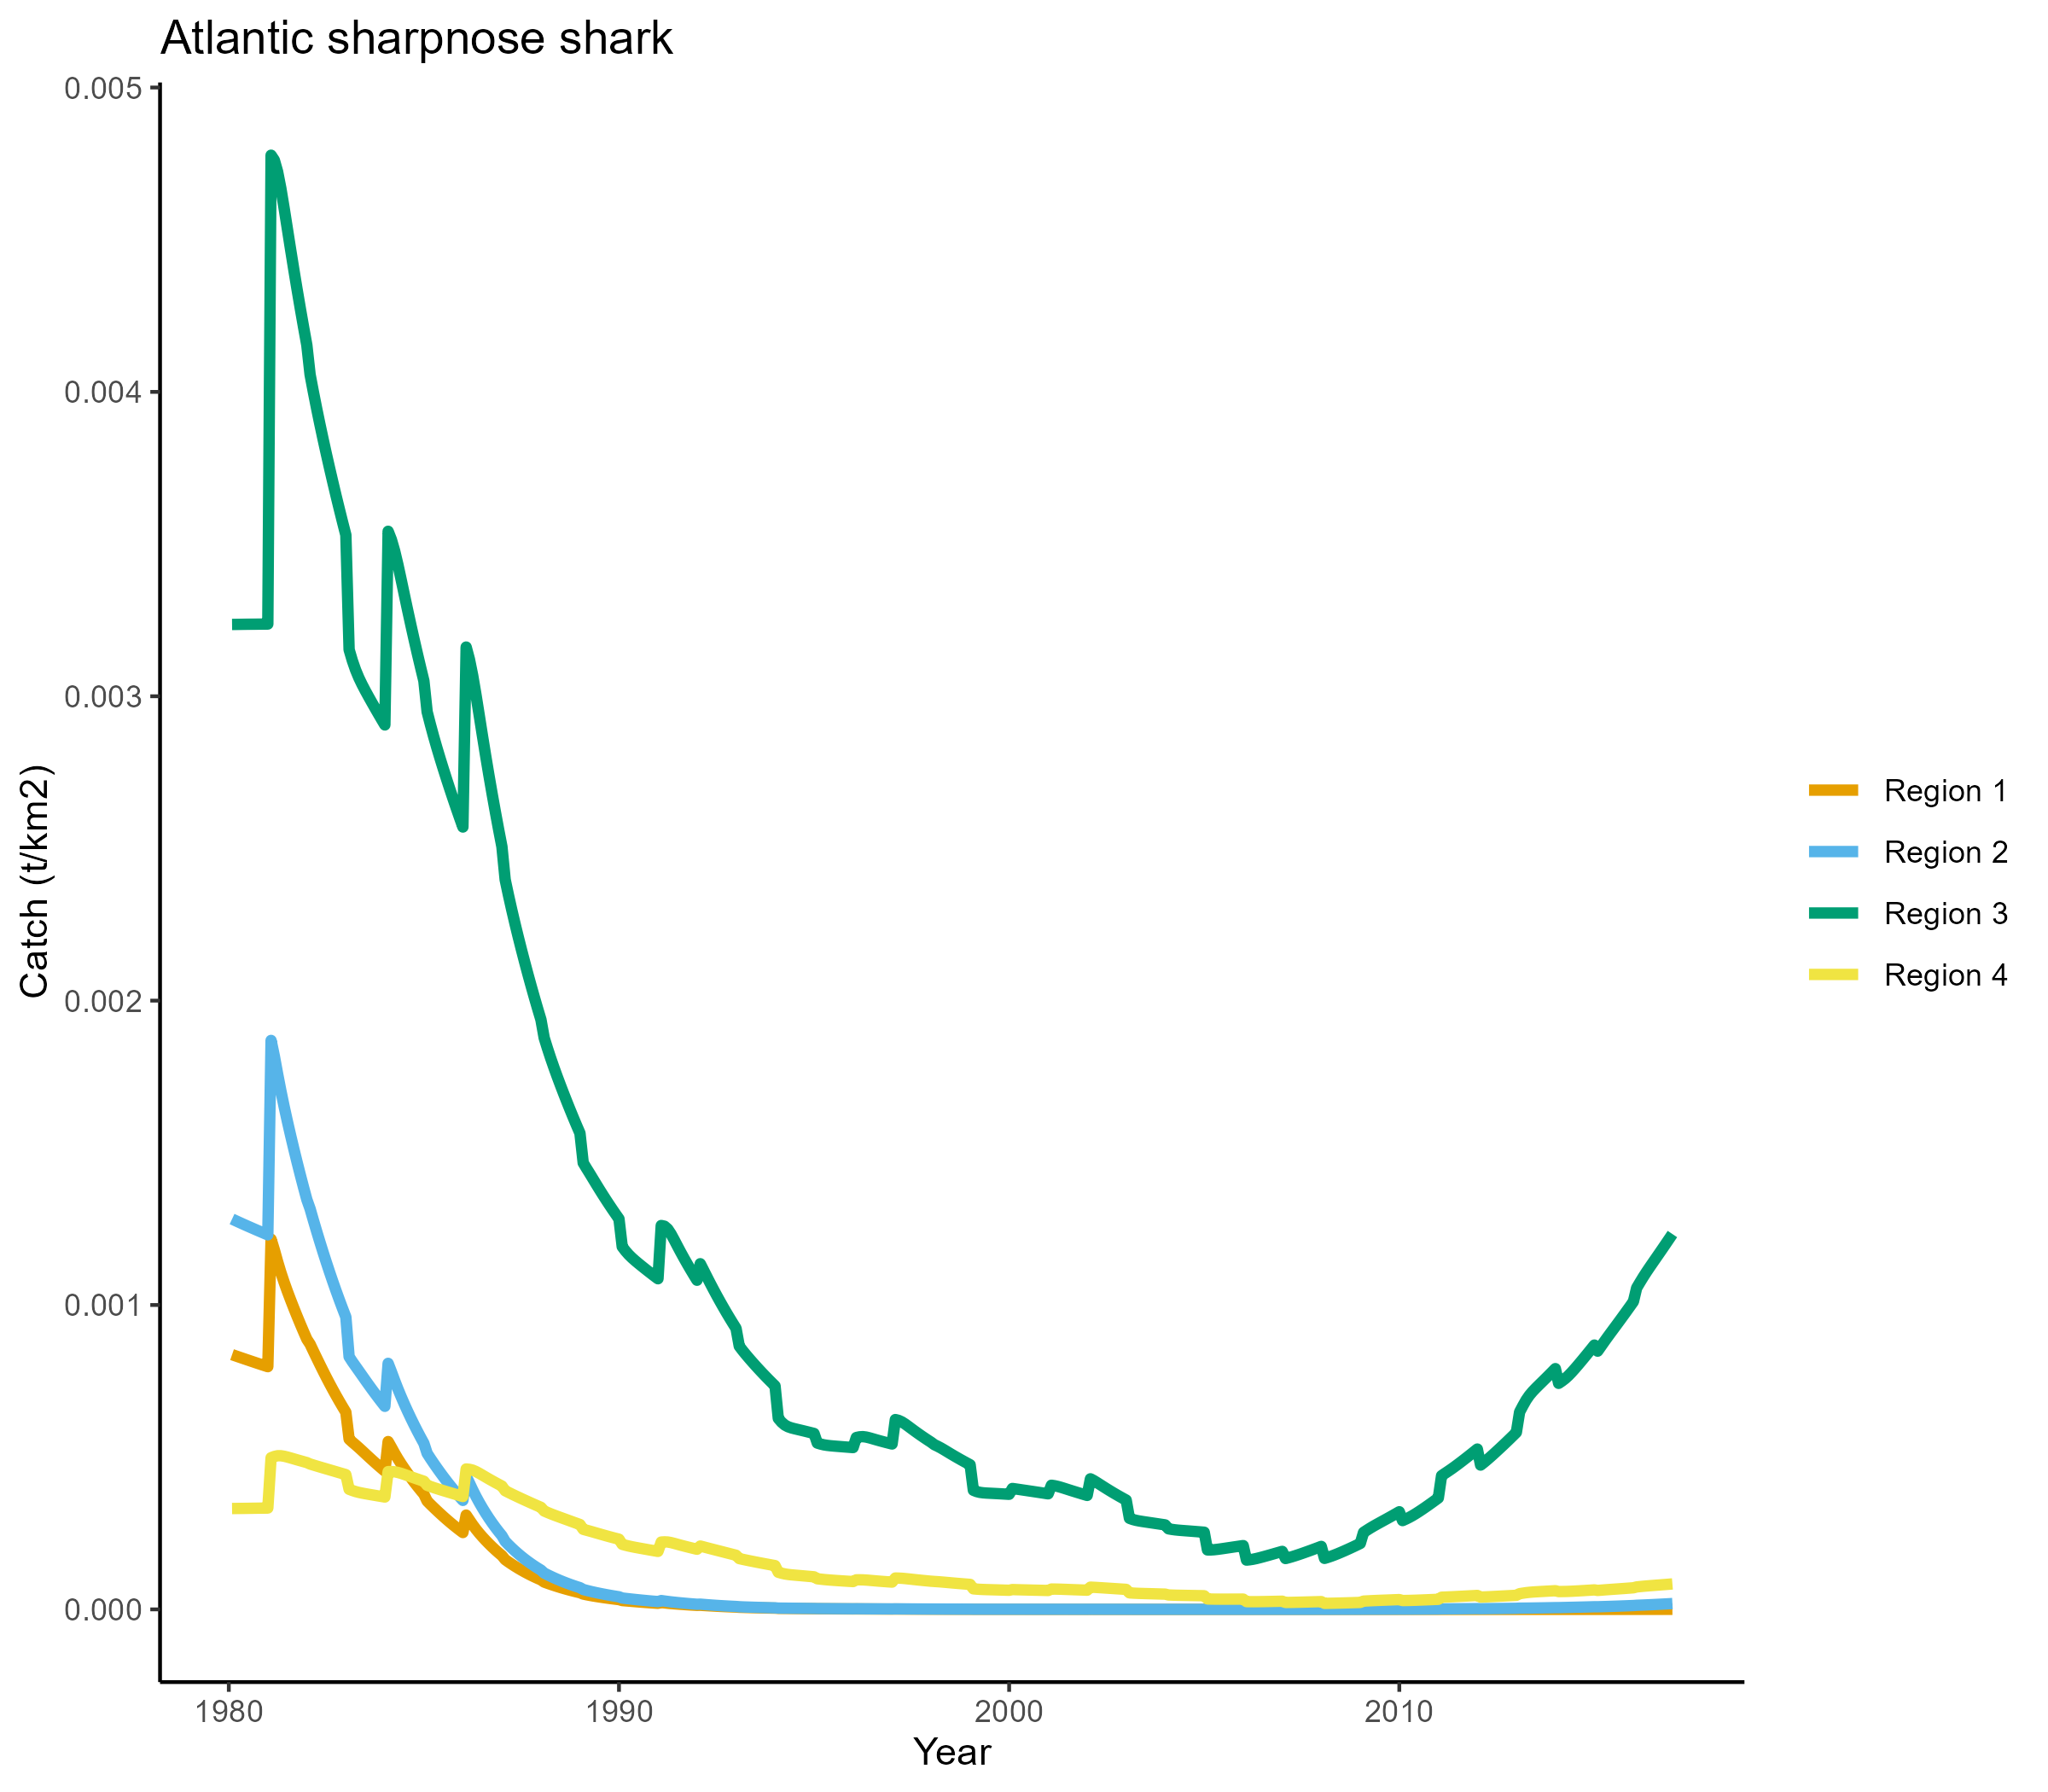 Atlantic sharpnose shark
0.005
0.004
0.003
0.002
0.001
0.000
Catch (t/km2)
1980
1990
2000
2010
Year
Region 1
Region 2
Region 3
Region 4